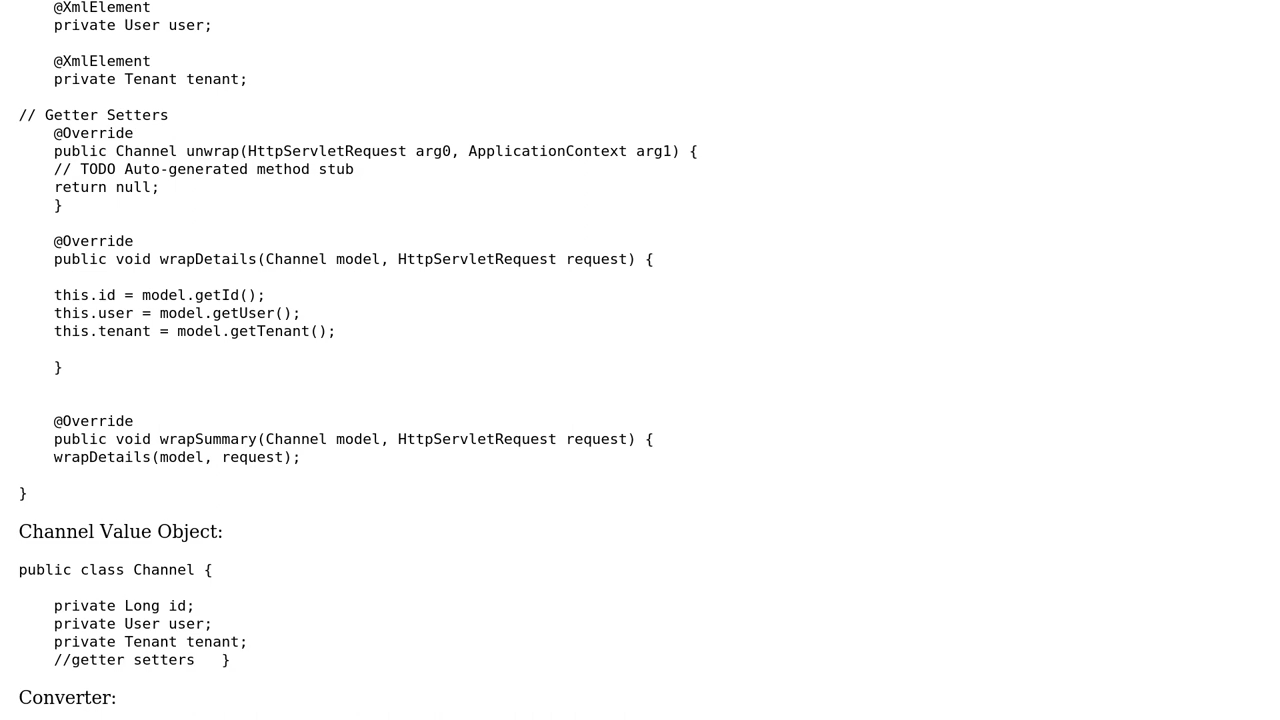 @XmlElement
private User user;
@XmlElement
private Tenant tenant;
// Getter Setters
@Override
public Channel unwrap(HttpServletRequest arg0, ApplicationContext arg1) {
// TODO Auto-generated method stub
return null;
}
@Override
public void wrapDetails(Channel model, HttpServletRequest request) {
this.id = model.getId();
this.user = model.getUser();
this.tenant = model.getTenant();
}
@Override
public void wrapSummary(Channel model, HttpServletRequest request) {
wrapDetails(model, request);
}
Channel Value Object:
public class Channel {
private Long id;
private User user;
private Tenant tenant;
//getter setters   }
Converter: